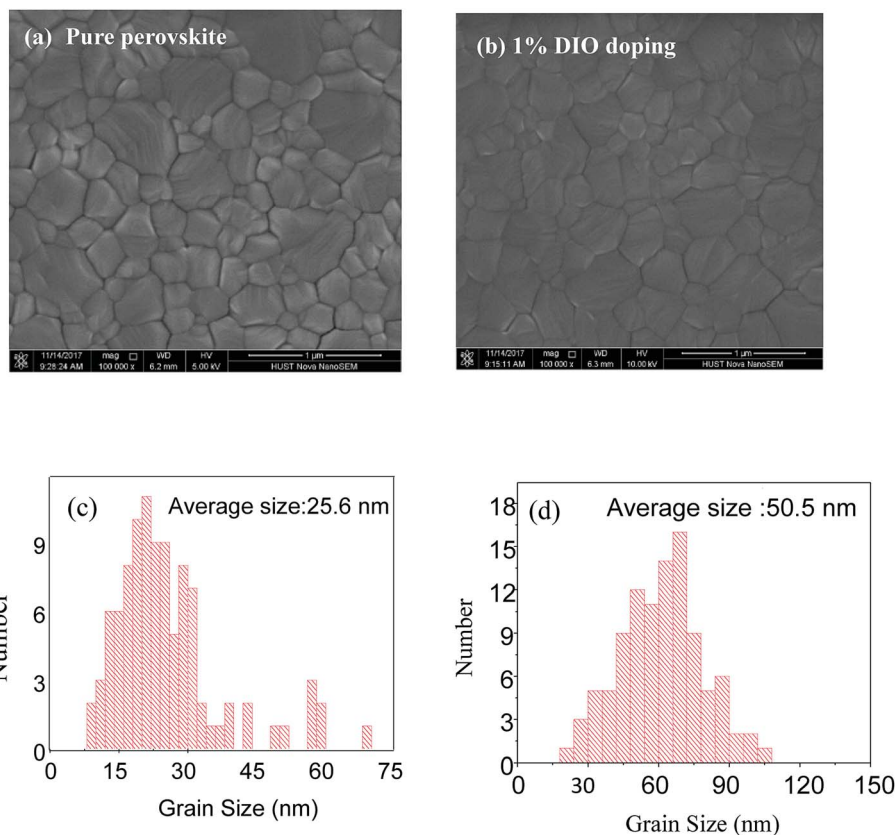 (a) Pure perovskite
(b) 1% DIO doping
11/14/2017 mag WD HV 1 µm
9:28:24 AM 100 000 x 6.2 mm 5.00 kV HUST Nova NanoSEM
11/14/2017 mag WD HV 1 µm
9:15:11 AM 100 000 x 6.3 mm 10.00 kV HUST Nova NanoSEM
(c) Average size:25.6 nm
9
6
3
0
Number
0 15 30 45 60 75
Grain Size (nm)
(d) Average size :50.5 nm
18
15
12
9
6
3
0
Number
0 30 60 90 120 150
Grain Size (nm)